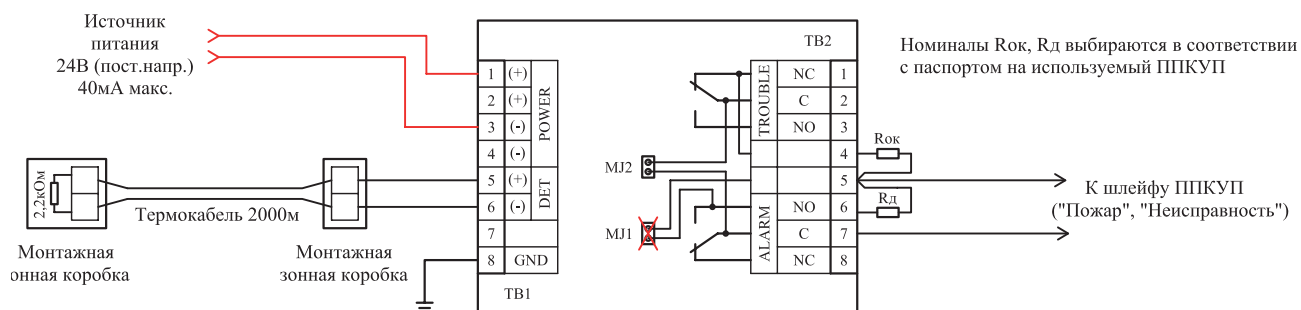 Источник
питания
24В (пост.напр.)
40мА макс.
2,2кОм
Термокабель 2000м
Монтажная
онная коробка
Монтажная
зонная коробка
1 (+)
2 (+)
3 (-)
4 (-)
POWER
5 (+)
6 (-)
DET
7
8 GND
TB1
TB2
TROUBLE
NC 1
C 2
NO 3
4
5
ALARM
NO 6
C 7
NC 8
MJ2
MJ1
Rок
Rд
Номиналы Rок, Rд выбираются в соответствии
с паспортом на используемый ППКУП
К шлейфу ППКУП
("Пожар", "Неисправность")